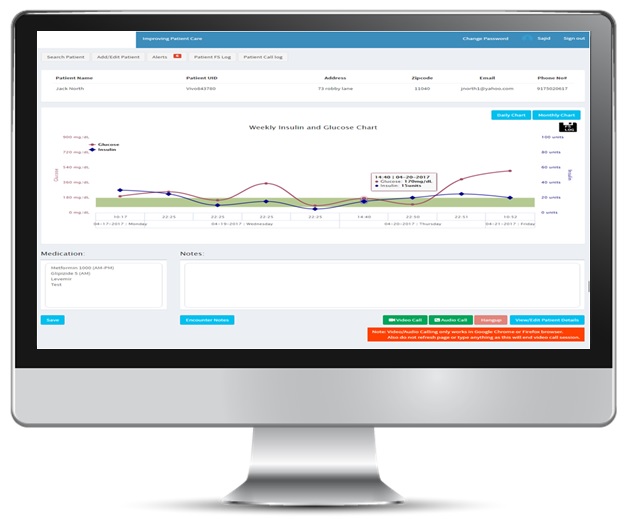 Improving Patient Care
Change Password Sajid Sign out
Search Patient Add/Edit Patient Alerts Patient FS Log Patient Call log
Patient Name Patient UID Address Zipcode Email Phone No#
Jack North Vivo843789 73 robby lane 11040 jnorth1@yahoo.com 9175620617
Daily Chart Monthly Chart
Weekly Insulin and Glucose Chart
LOG
900 mg/dL 100 units
720 mg/dL 80 units
Glucose
Insulin
540 mg/dL 60 units
360 mg/dL 40 units
180 mg/dL 20 units
0 mg/dL 0 units
Glucose
Insulin
14:40 | 04-20-2017
Glucose: 170mg/dL
Insulin: 15units
10:17 22:25 22:25 22:25 22:25 14:40 22:50 22:51 10:52
04-17-2017 : Monday 04-19-2017 : Wednesday 04-20-2017 : Thursday 04-21-2017 : Friday
Medication: Notes:
Metformin 1000 (AM-PM)
Glipizide 5 (AM)
Levemir
Test
Save Encounter Notes Video Call Audio Call Hangup View/Edit Patient Details
Note: Video/Audio Calling only works in Google Chrome or Firefox browser.
Also do not refresh page or type anything as this will end video call session.